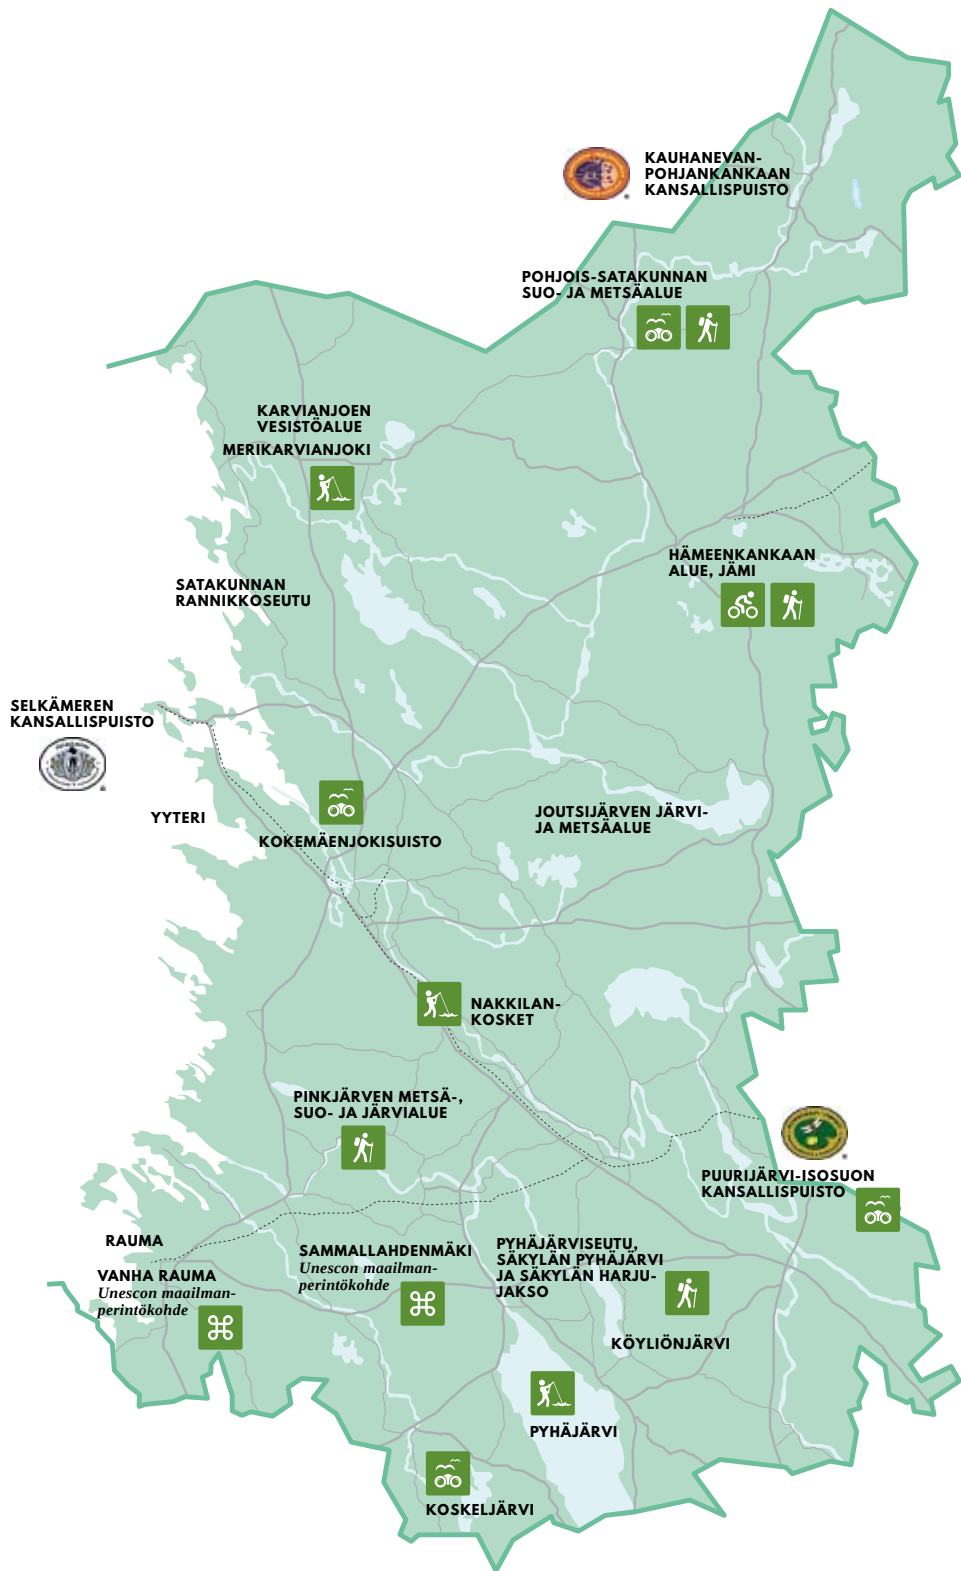 KAUHANEVAN-
POHJANKANKAAN
KANSALLISPUISTO
POHJOIS-SATAKUNNAN
SUO- JA METSÄALUE
KARVIANJOEN
VESISTÖALUE
MERIKARVIANJOKI
HÄMEENKANKAAN
ALUE, JÄMI
SATAKUNNAN
RANNIKKOSEUTU
SELKÄMEREN
KANSALLISPUISTO
YYTERI
JOUTSIJÄRVEN JÄRVI-
JA METSÄALUE
KOKEMÄENJOKISUISTO
NAKKILAN-
KOSKET
PINKJÄRVEN METSÄ-,
SUO- JA JÄRVIALUE
PUURIJÄRVI-ISOSUON
KANSALLISPUISTO
RAUMA
VANHA RAUMA
Unescon maailman-
perintökohde
SAMMALLAHDENMÄKI
Unescon maailman-
perintökohde
PYHÄJÄRVISEUTU,
SÄKYLÄN PYHÄJÄRVI
JA SÄKYLÄN HARJU-
JAKSO
KÖYLIÖNJÄRVI
PYHÄJÄRVI
KOSKELJÄRVI